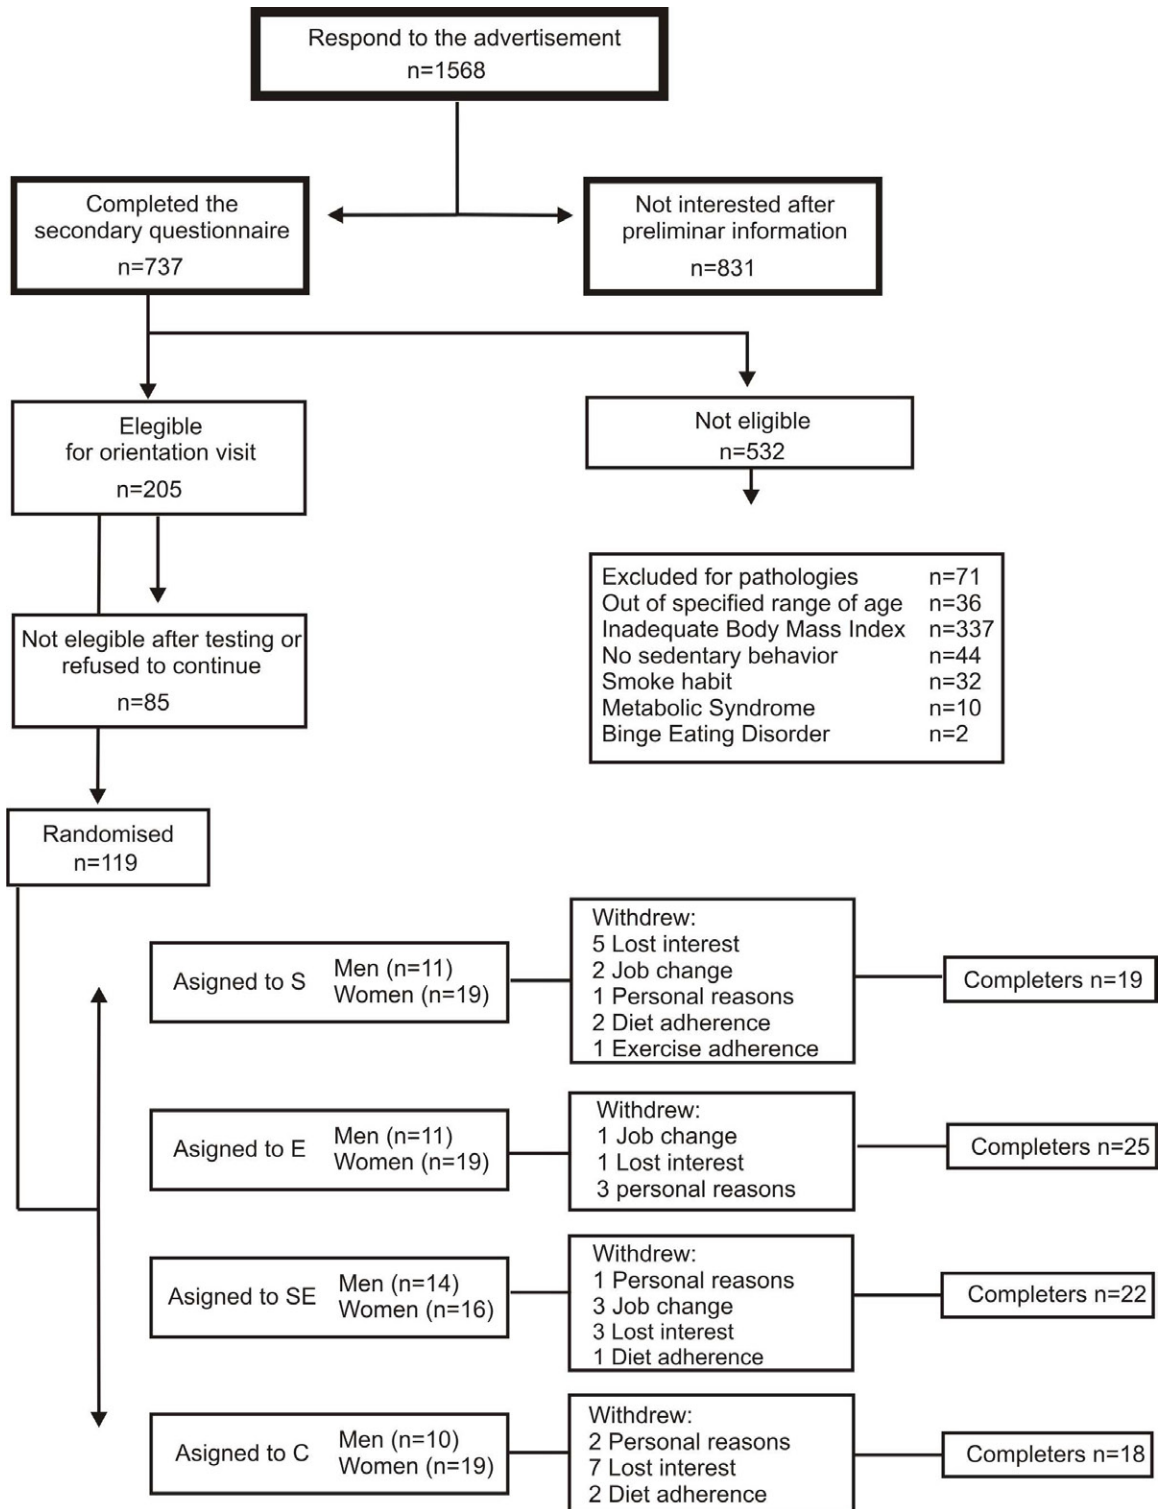 Respond to the advertisement
n=1568
Completed the
secondary questionnaire
n=737
Not interested after
preliminar information
n=831
Elegible
for orientation visit
n=205
Not eligible
n=532
Excluded for pathologies n=71
Out of specified range of age n=36
Inadequate Body Mass Index n=337
No sedentary behavior n=44
Smoke habit n=32
Metabolic Syndrome n=10
Binge Eating Disorder n=2
Not elegible after testing or
refused to continue
n=85
Randomised
n=119
Asigned to S
Men (n=11)
Women (n=19)
Withdrew:
5 Lost interest
2 Job change
1 Personal reasons
2 Diet adherence
1 Exercise adherence
Completers n=19
Asigned to E
Men (n=11)
Women (n=19)
Withdrew:
1 Job change
1 Lost interest
3 personal reasons
Completers n=25
Asigned to SE
Men (n=14)
Women (n=16)
Withdrew:
1 Personal reasons
3 Job change
3 Lost interest
1 Diet adherence
Completers n=22
Asigned to C
Men (n=10)
Women (n=19)
Withdrew:
2 Personal reasons
7 Lost interest
2 Diet adherence
Completers n=18